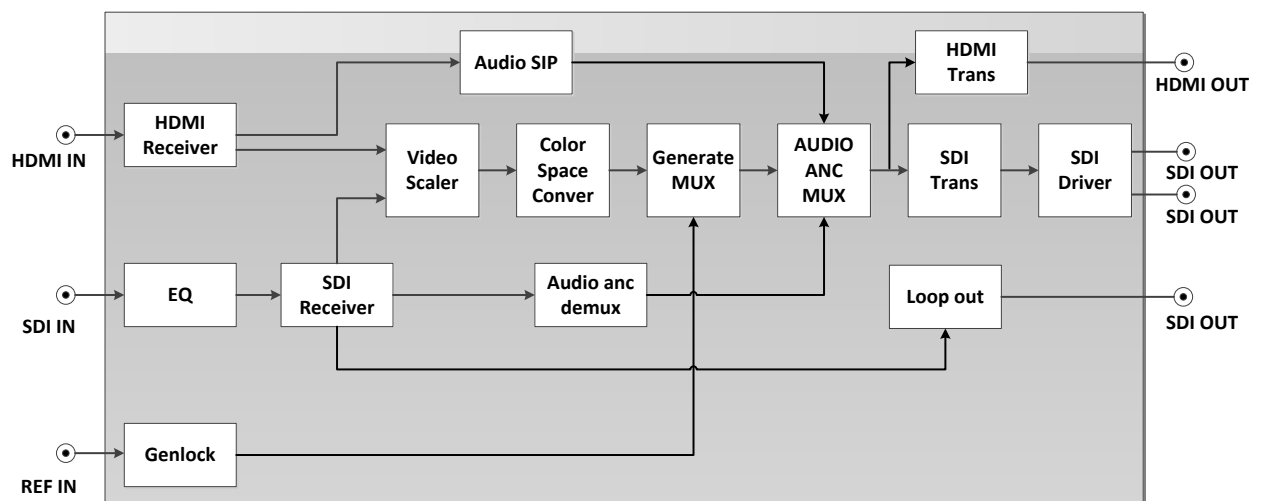 Audio SIP
HDMI
Trans
HDMI OUT
HDMI IN
HDMI
Receiver
Video
Scaler
Color
Space
Conver
Generate
MUX
AUDIO
ANC
MUX
SDI
Trans
SDI
Driver
SDI OUT
SDI OUT
SDI IN
EQ
SDI
Receiver
Audio anc
demux
Loop out
SDI OUT
REF IN
Genlock